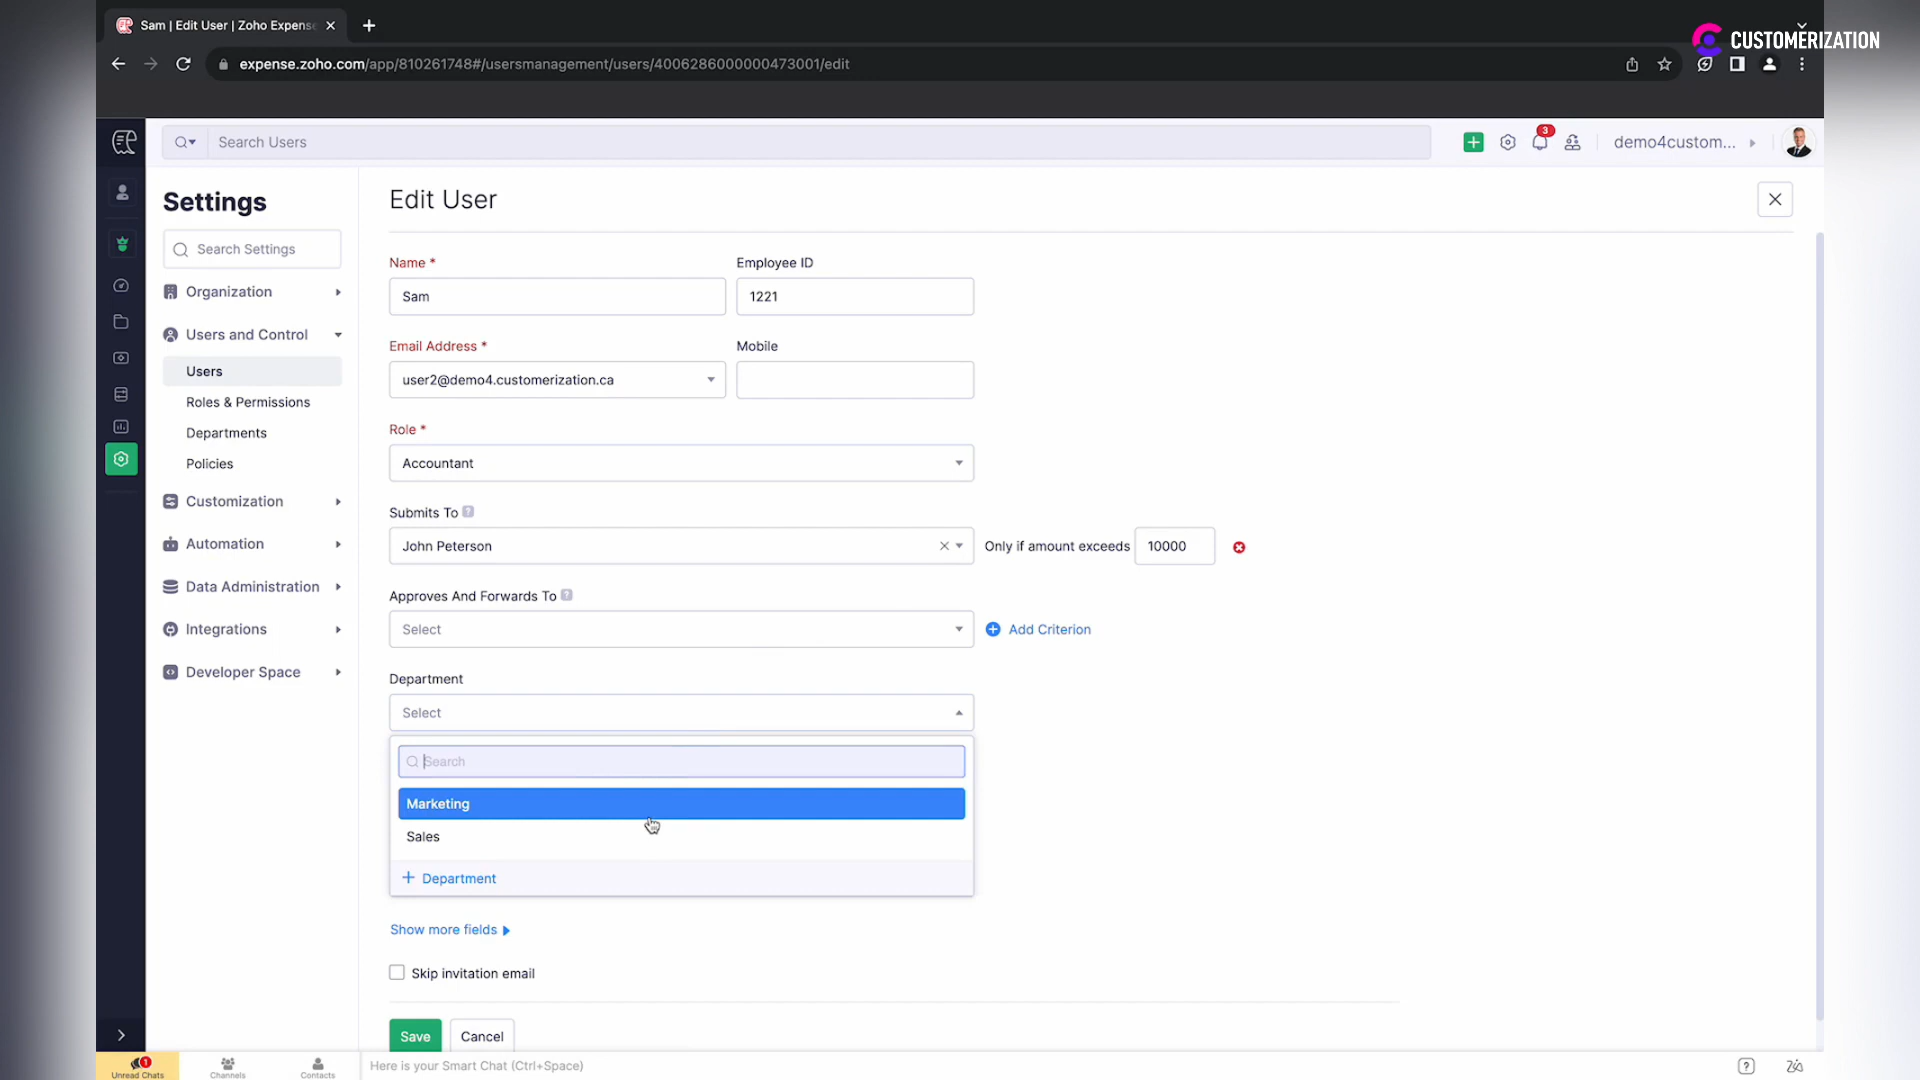 Sam | Edit User | Zoho Expens
CUSTOMERIZATION
expense.zoho.com/app/810261748#/usersmanagement/users/4006286000000473001/edit
Search Users
3
demo4custom...
Settings
Edit User
Search Settings
Organization
Users and Control
Users
Roles & Permissions
Departments
Policies
Customization
Automation
Data Administration
Integrations
Developer Space
Name *
Employee ID
Sam
1221
Email Address *
Mobile
user2@demo4.customerization.ca
Role *
Accountant
Submits To ?
John Peterson
Only if amount exceeds 10000
Approves And Forwards To ?
Select
Add Criterion
Department
Select
Search
Marketing
Sales
+ Department
Show more fields
Skip invitation email
Save
Cancel
1
Unread Chats
Channels
Contacts
Here is your Smart Chat (Ctrl+Space)
?